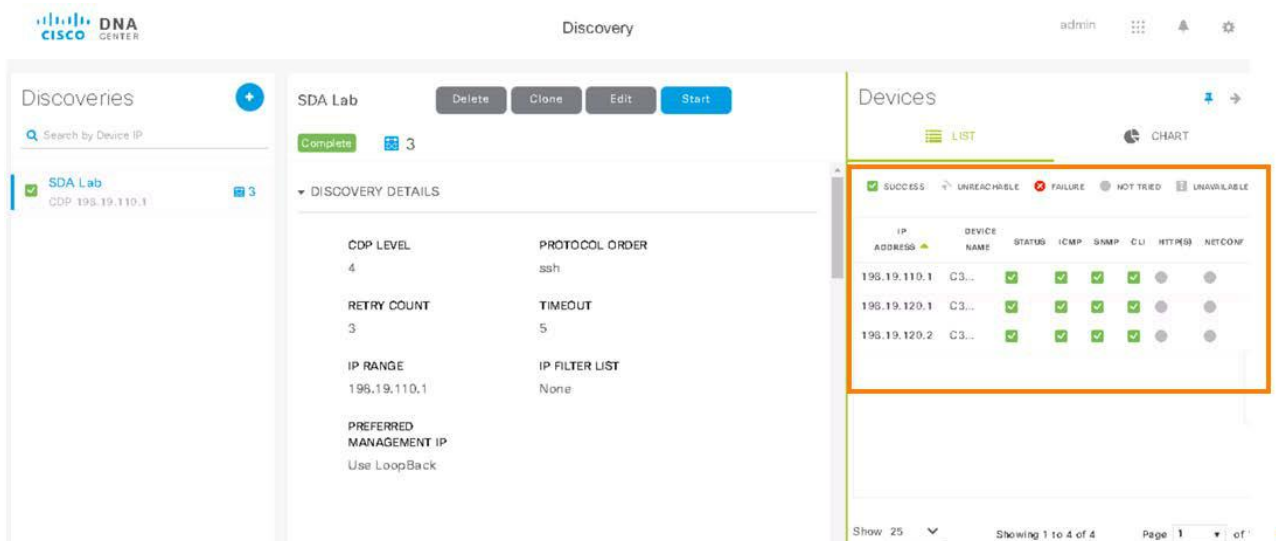 CISCO DNA CENTER
Discovery
admin
Discoveries
Search by Device IP
SDA Lab
3
CDP 198.19.110.1
SDA Lab
Delete
Clone
Edit
Start
Complete
3
DISCOVERY DETAILS
CDP LEVEL
4
PROTOCOL ORDER
ssh
RETRY COUNT
3
TIMEOUT
5
IP RANGE
198.19.110.1
IP FILTER LIST
None
PREFERRED
MANAGEMENT IP
Use LoopBack
Devices
LIST
CHART
SUCCESS UNREACHABLE FAILURE NOT TRIED UNAVAILABLE
IP ADDRESS DEVICE NAME STATUS ICMP SNMP CLI HTTP(S) NETCONF
198.19.110.1 C3...
198.19.120.1 C3...
198.19.120.2 C3...
Show 25 Showing 1 to 4 of 4 Page 1 of